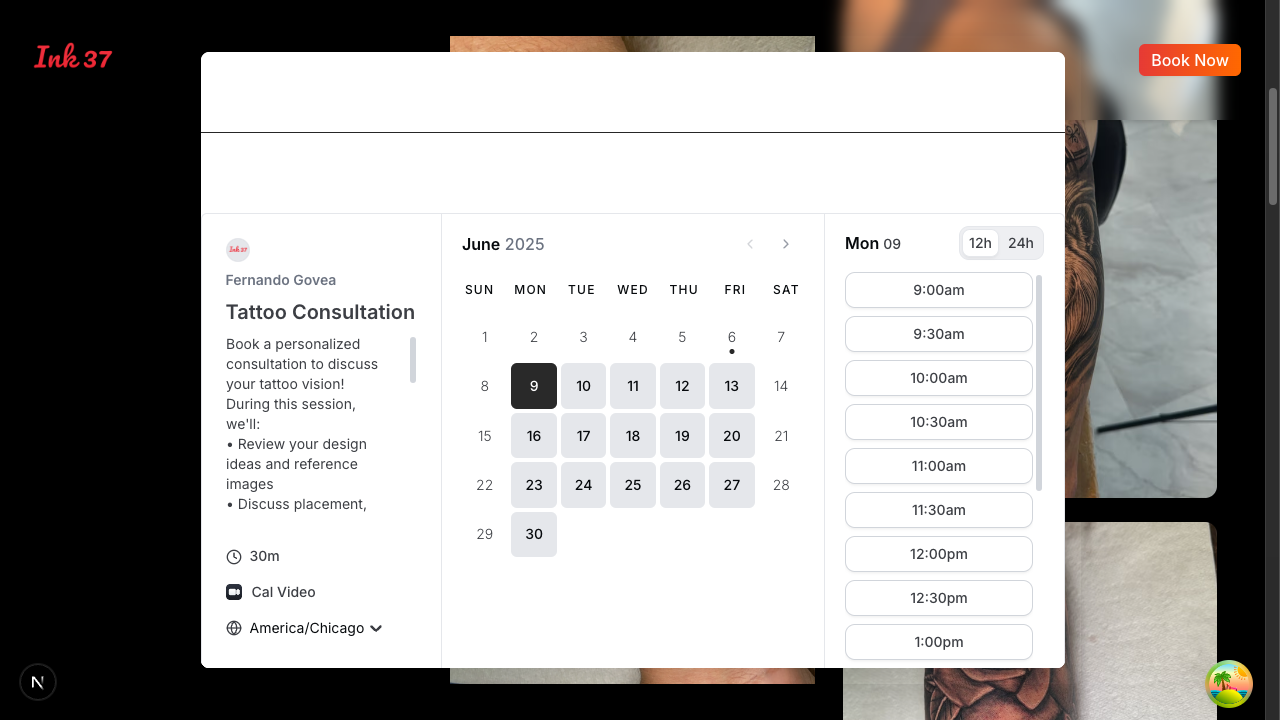 Ink 37
Book Now
Ink 37
Fernando Govea
Tattoo Consultation
Book a personalized
consultation to discuss
your tattoo vision!
During this session,
we'll:
• Review your design
ideas and reference
images
• Discuss placement,
30m
Cal Video
America/Chicago
June 2025
SUN MON TUE WED THU FRI SAT
1 2 3 4 5 6 7
8 9 10 11 12 13 14
15 16 17 18 19 20 21
22 23 24 25 26 27 28
29 30
Mon 09
12h 24h
9:00am
9:30am
10:00am
10:30am
11:00am
11:30am
12:00pm
12:30pm
1:00pm
N